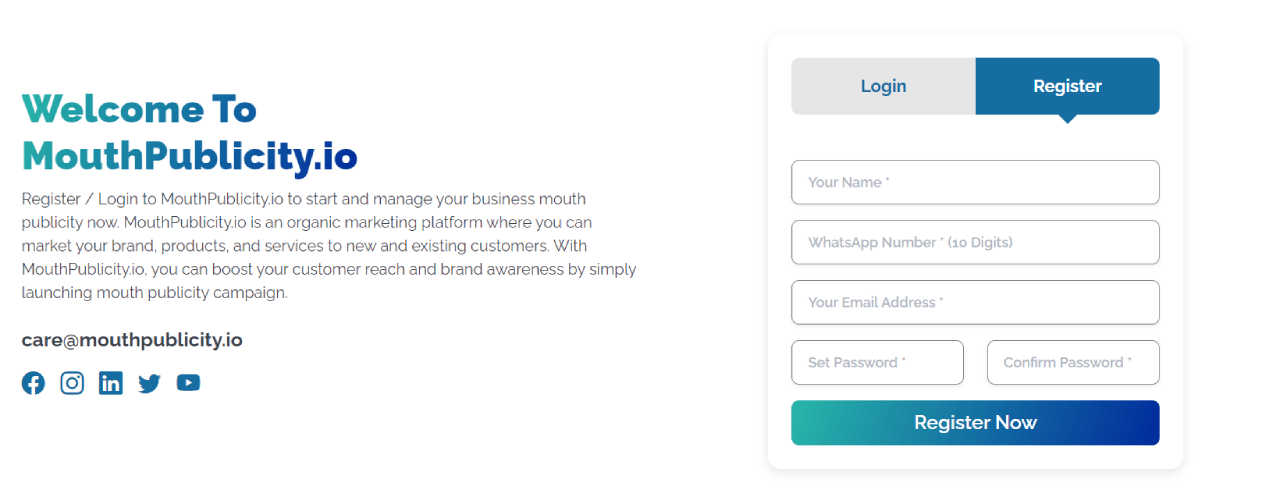 Welcome To
MouthPublicity.io
Register / Login to MouthPublicity.io to start and manage your business mouth
publicity now. MouthPublicity.io is an organic marketing platform where you can
market your brand, products, and services to new and existing customers. With
MouthPublicity.io, you can boost your customer reach and brand awareness by simply
launching mouth publicity campaign.
care@mouthpublicity.io
Login
Register
Your Name *
WhatsApp Number * (10 Digits)
Your Email Address *
Set Password *
Confirm Password *
Register Now